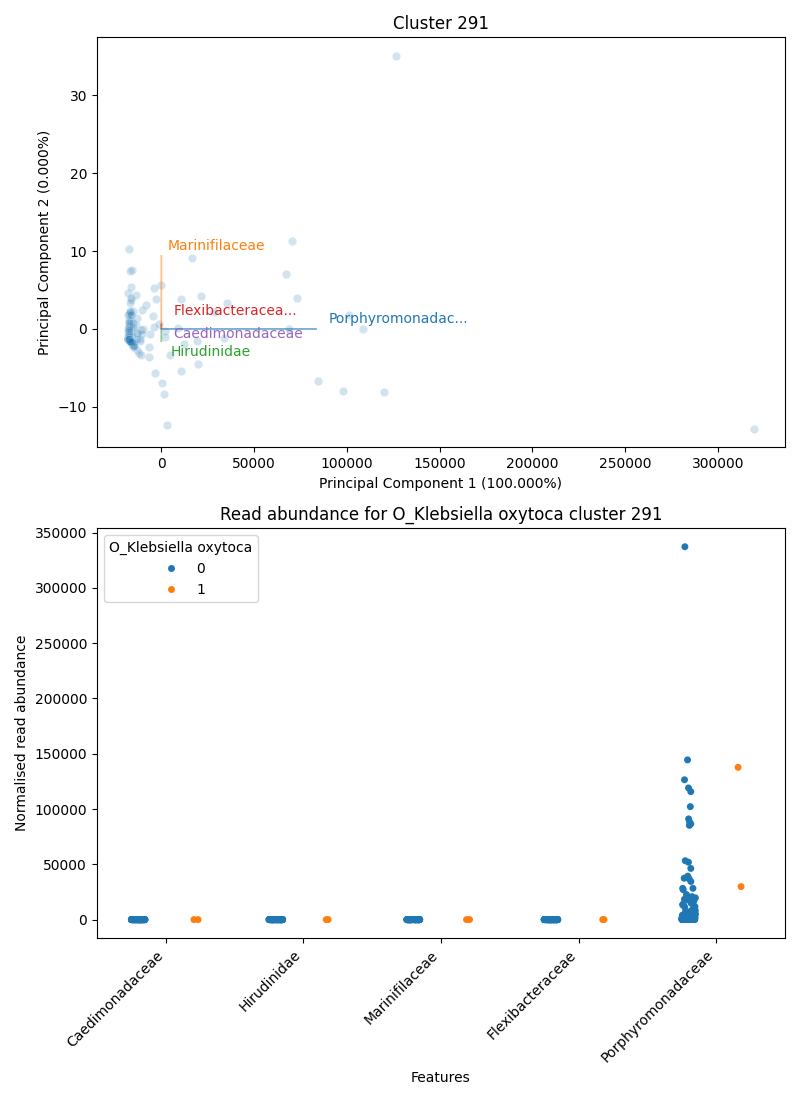 Cluster 291
Principal Component 2 (0.000%)
30
20
10
0
−10
Marinifilaceae
Flexibacteracea...
Porphyromonadac...
Caedimonadaceae
Hirudinidae
0
50000
100000
150000
200000
250000
300000
Principal Component 1 (100.000%)
Read abundance for O_Klebsiella oxytoca cluster 291
Normalised read abundance
350000
300000
250000
200000
150000
100000
50000
0
O_Klebsiella oxytoca
0
1
Caedimonadaceae
Hirudinidae
Marinifilaceae
Flexibacteraceae
Porphyromonadaceae
Features